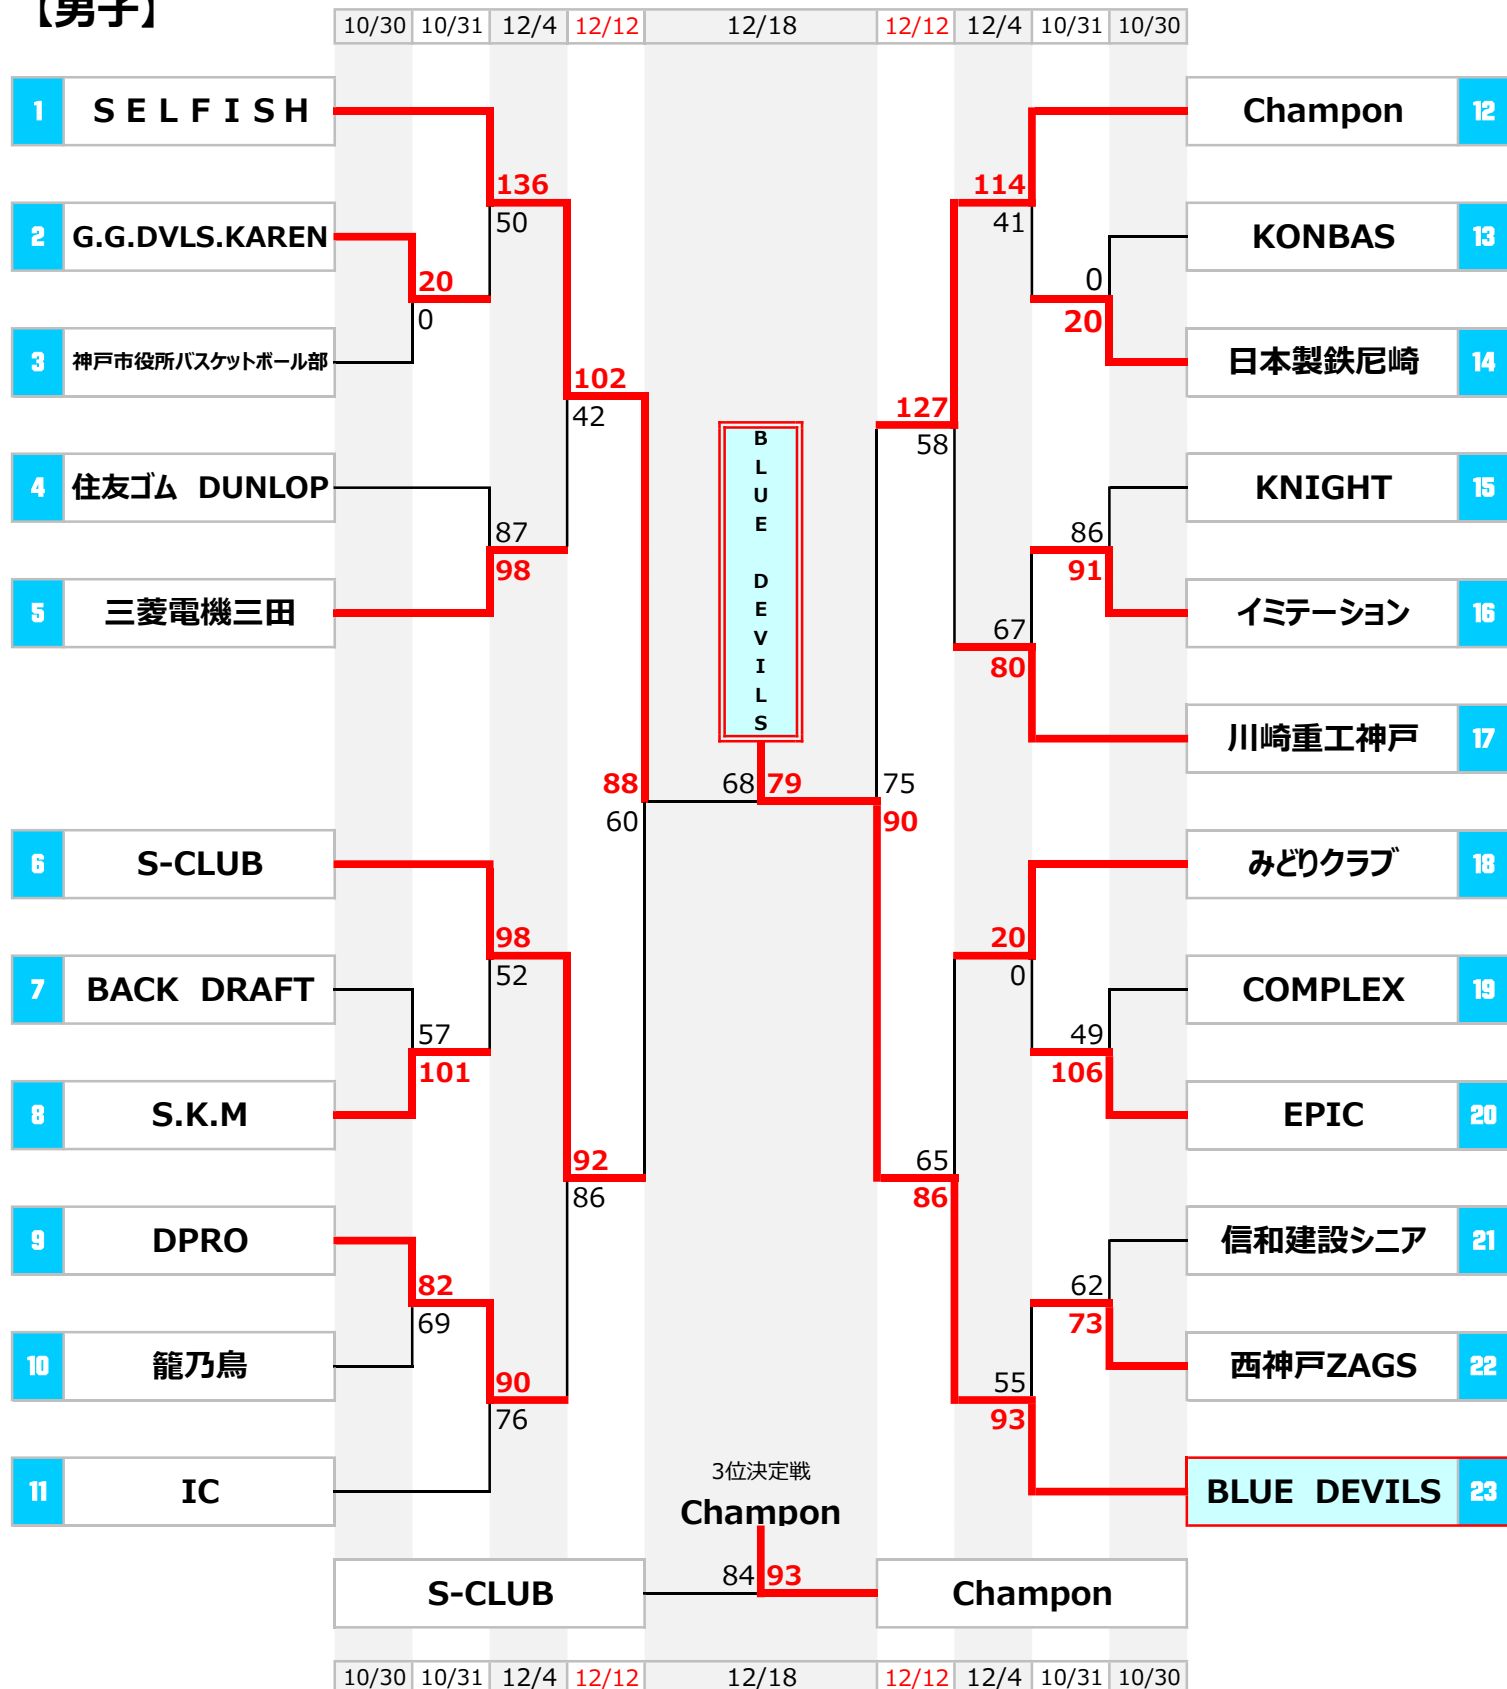 【男子】
10/30 10/31 12/4 12/12 12/18 12/12 12/4 10/31 10/30
1 ＳＥＬＦＩＳＨ
Champon 12
136
50
114
41
2 G.G.DVLS.KAREN
KONBAS 13
20
0
0
20
3 神戸市役所バスケットボール部
日本製鉄尼崎 14
102
42
127
58
BLUE DEVILS
4 住友ゴム　DUNLOP
KNIGHT 15
87
98
86
91
5 三菱電機三田
イミテーション 16
67
80
川崎重工神戸 17
88
60
68 79
75
90
6 S-CLUB
みどりクラブ 18
98
52
20
0
7 BACK　DRAFT
COMPLEX 19
57
101
49
106
8 S.K.M
EPIC 20
92
86
65
86
9 DPRO
信和建設シニア 21
82
69
62
73
10 籠乃鳥
西神戸ZAGS 22
90
76
55
93
11 IC
BLUE　DEVILS 23
3位決定戦
Champon
S-CLUB 84 93 Champon
10/30 10/31 12/4 12/12 12/18 12/12 12/4 10/31 10/30